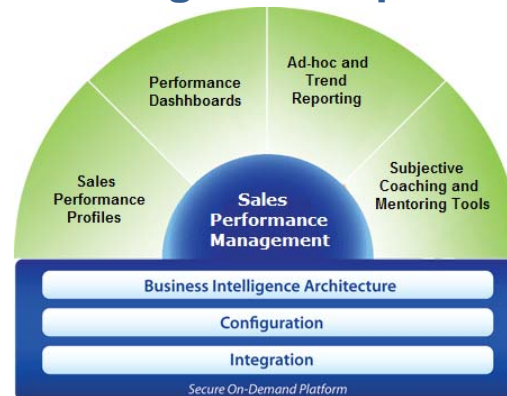 Performance
Dashhboards
Ad-hoc and
Trend
Reporting
Sales
Performance
Profiles
Subjective
Coaching and
Mentoring Tools
Sales
Performance
Management
Business Intelligence Architecture
Configuration
Integration
Secure On-Demand Platform